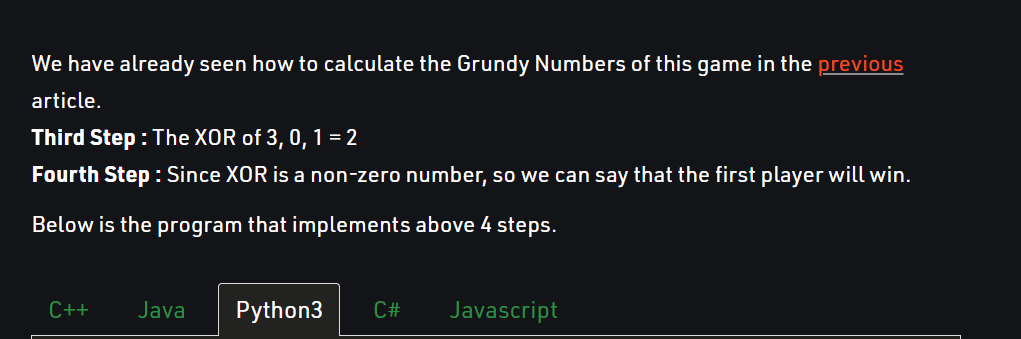 We have already seen how to calculate the Grundy Numbers of this game in the previous
article.
Third Step : The XOR of 3, 0, 1 = 2
Fourth Step : Since XOR is a non-zero number, so we can say that the first player will win.
Below is the program that implements above 4 steps.
C++ Java Python3 C# Javascript